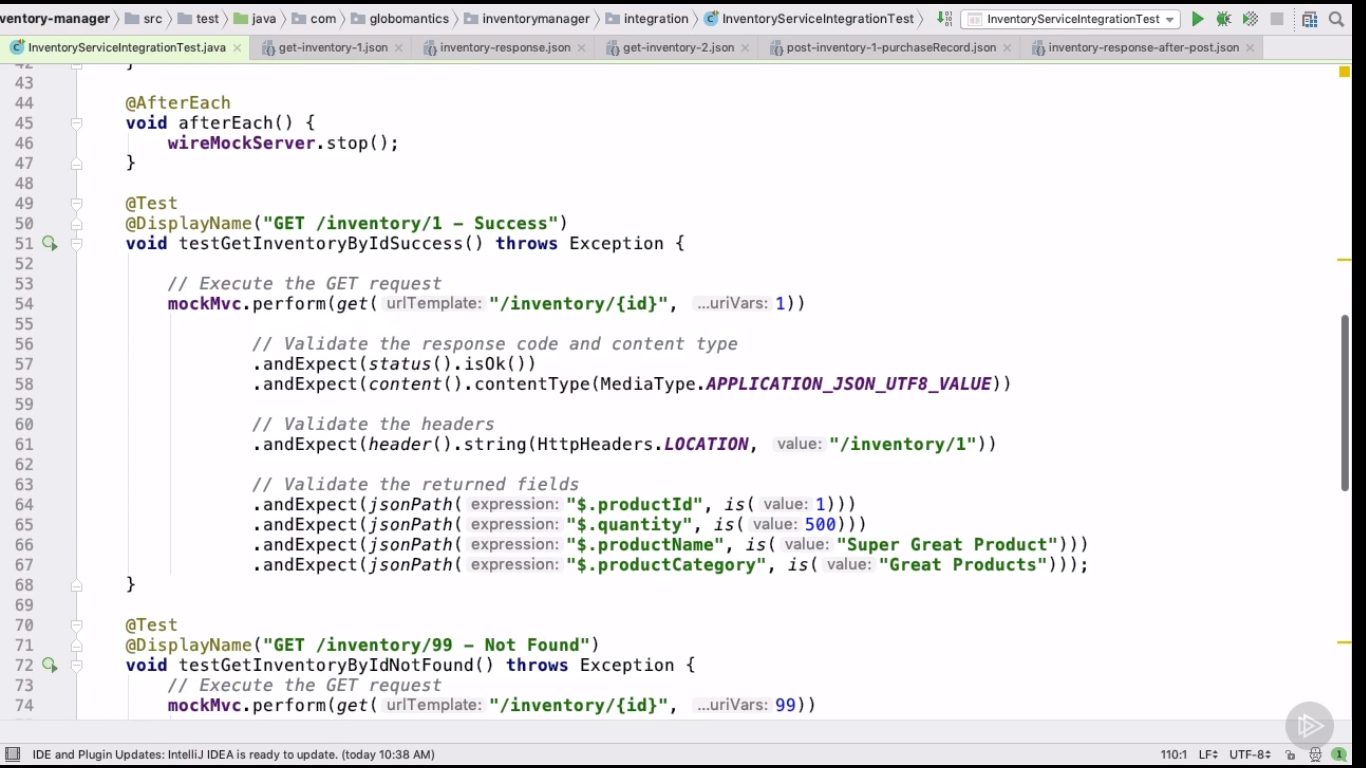 ventory-manager src test java com globomantics inventorymanager integration InventoryServiceIntegrationTest InventoryServiceIntegrationTest
InventoryServiceIntegrationTest.java get-inventory-1.json inventory-response.json get-inventory-2.json post-inventory-1-purchaseRecord.json inventory-response-after-post.json
42 }
43
44 @AfterEach
45 void afterEach() {
46 wireMockServer.stop();
47 }
48
49 @Test
50 @DisplayName("GET /inventory/1 – Success")
51 void testGetInventoryByIdSuccess() throws Exception {
52
53 // Execute the GET request
54 mockMvc.perform(get( urlTemplate: "/inventory/{id}", ...uriVars: 1))
55
56 // Validate the response code and content type
57 .andExpect(status().isOk())
58 .andExpect(content().contentType(MediaType.APPLICATION_JSON_UTF8_VALUE))
59
60 // Validate the headers
61 .andExpect(header().string(HttpHeaders.LOCATION, value: "/inventory/1"))
62
63 // Validate the returned fields
64 .andExpect(jsonPath( expression: "$.productId", is( value: 1)))
65 .andExpect(jsonPath( expression: "$.quantity", is( value: 500)))
66 .andExpect(jsonPath( expression: "$.productName", is( value: "Super Great Product")))
67 .andExpect(jsonPath( expression: "$.productCategory", is( value: "Great Products")));
68 }
69
70 @Test
71 @DisplayName("GET /inventory/99 – Not Found")
72 void testGetInventoryByIdNotFound() throws Exception {
73 // Execute the GET request
74 mockMvc.perform(get( urlTemplate: "/inventory/{id}", ...uriVars: 99))
IDE and Plugin Updates: IntelliJ IDEA is ready to update. (today 10:38 AM) 110:1 LF UTF-8 1